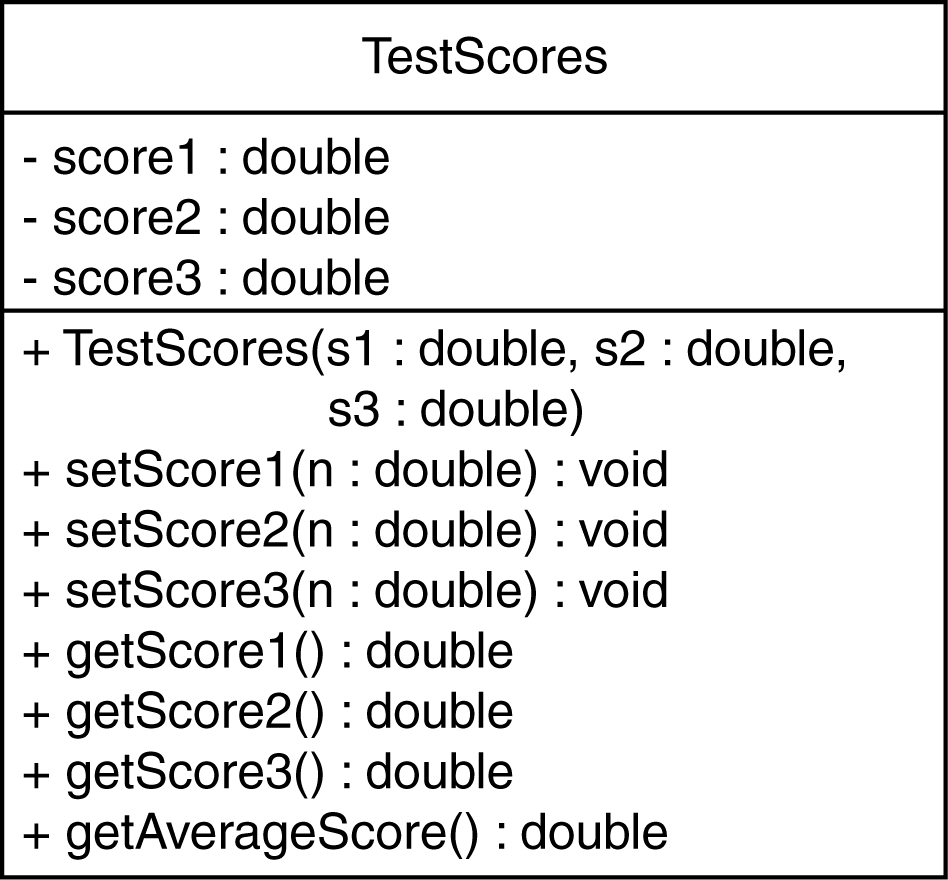 TestScores
- score1 : double
- score2 : double
- score3 : double
+ TestScores(s1 : double, s2 : double,
s3 : double)
+ setScore1(n : double) : void
+ setScore2(n : double) : void
+ setScore3(n : double) : void
+ getScore1() : double
+ getScore2() : double
+ getScore3() : double
+ getAverageScore() : double